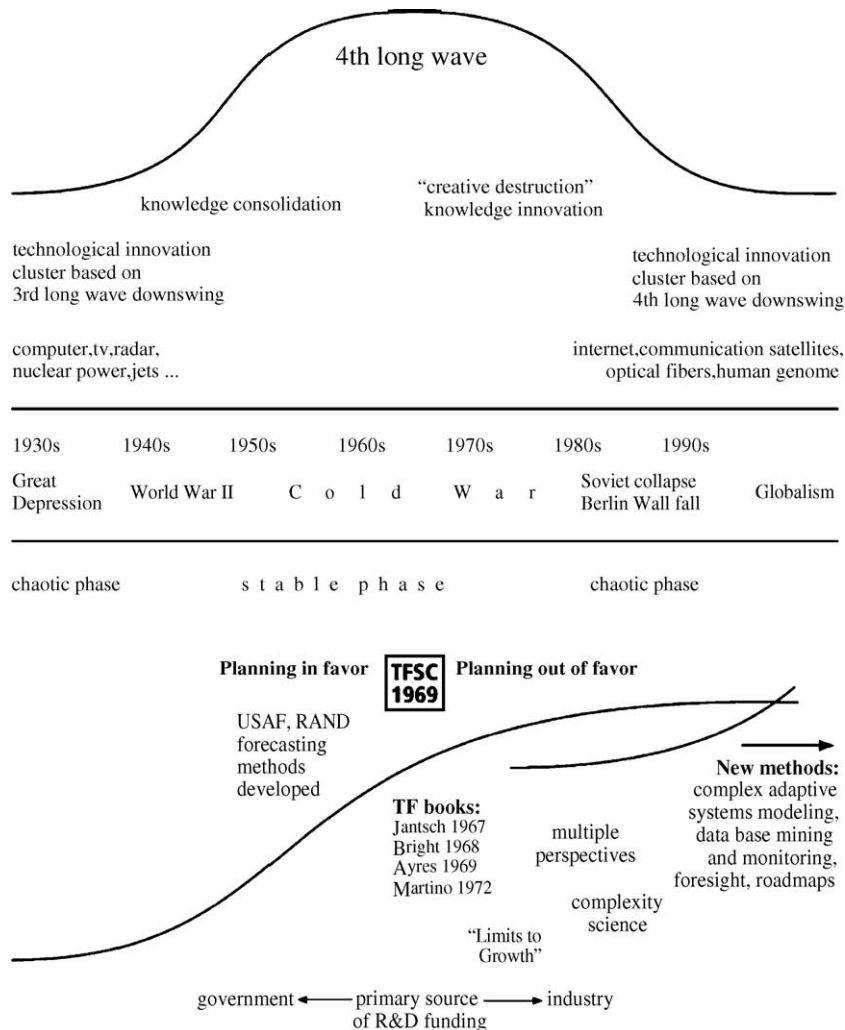 4th long wave
knowledge consolidation
“creative destruction”
knowledge innovation
technological innovation
cluster based on
3rd long wave downswing
technological innovation
cluster based on
4th long wave downswing
computer,tv,radar,
nuclear power,jets ...
internet,communication satellites,
optical fibers,human genome
1930s 1940s 1950s 1960s 1970s 1980s 1990s
Great
Depression
World War II
C o l d W a r
Soviet collapse
Berlin Wall fall
Globalism
chaotic phase s t a b l e p h a s e chaotic phase
Planning in favor
TFSC
1969
Planning out of favor
USAF, RAND
forecasting
methods
developed
TF books:
Jantsch 1967
Bright 1968
Ayres 1969
Martino 1972
multiple
perspectives
complexity
science
“Limits to
Growth”
New methods:
complex adaptive
systems modeling,
data base mining
and monitoring,
foresight, roadmaps
government primary source industry
of R&D funding